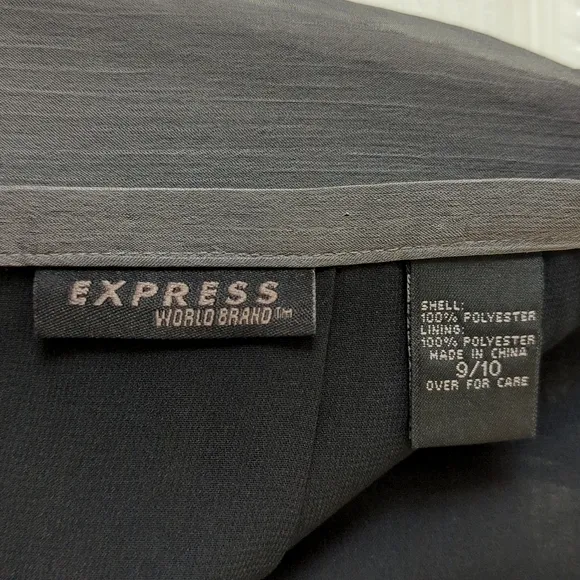 EXPRESS
WORLD BRAND™
SHELL:
100% POLYESTER
LINING:
100% POLYESTER
MADE IN CHINA
9/10
OVER FOR CARE